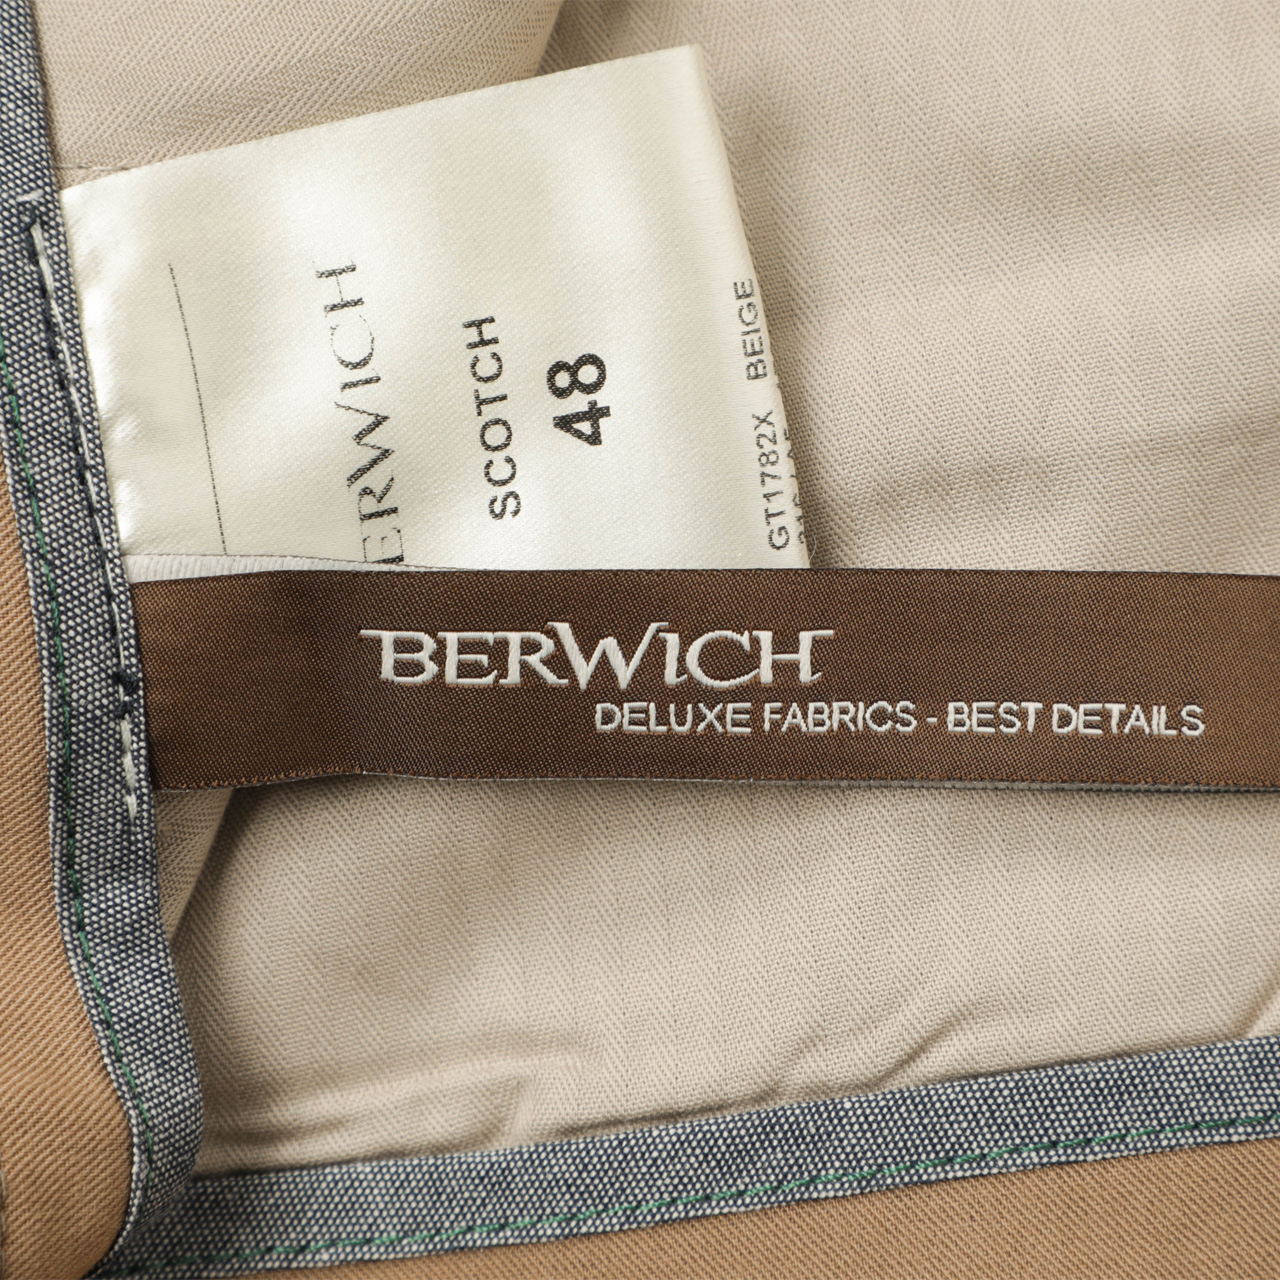 BERWICH
SCOTCH
48
GT1782X BEIGE
BERWICH
DELUXE FABRICS - BEST DETAILS